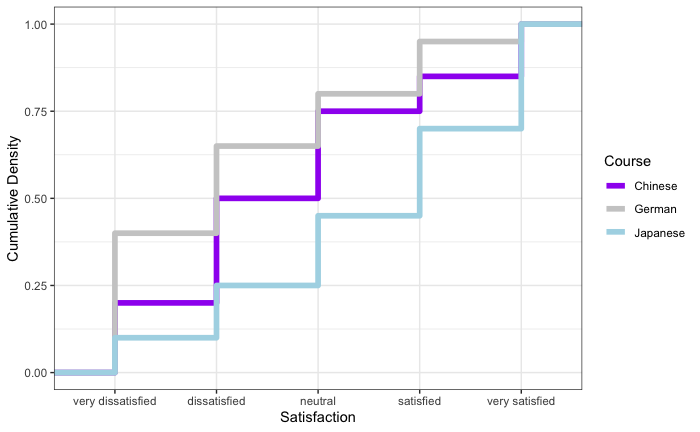 1.00
0.75
0.50
0.25
0.00
Cumulative Density
very dissatisfied dissatisfied neutral satisfied very satisfied
Satisfaction
Course
Chinese
German
Japanese